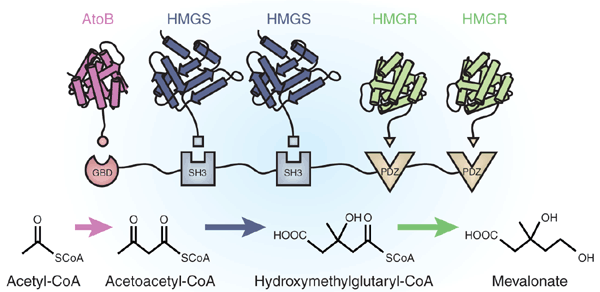 AtoB HMGS HMGS HMGR HMGR
GBD SH3 SH3 PDZ PDZ
O O O OH O OH
SCoA SCoA HOOC SCoA HOOC OH
Acetyl-CoA Acetoacetyl-CoA Hydroxymethylglutaryl-CoA Mevalonate